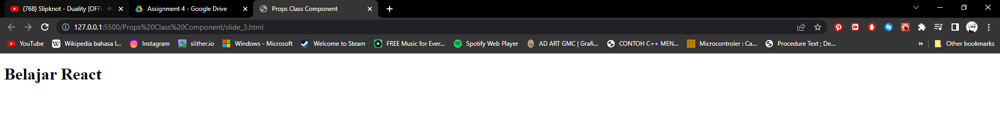 (768) Slipknot - Duality [OFF
Assignment 4 - Google Drive
Props Class Component
127.0.0.1:5500/Props%20Class%20Component/slide_3.html
YouTube
Wikipedia bahasa I...
Instagram
slither.io
Windows - Microsoft
Welcome to Steam
FREE Music for Ever...
Spotify Web Player
AD ART GMC | Grafi...
CONTOH C++ MEN...
Microcontroler : Ca...
Procedure Text ; De...
»
Other bookmarks
Belajar React